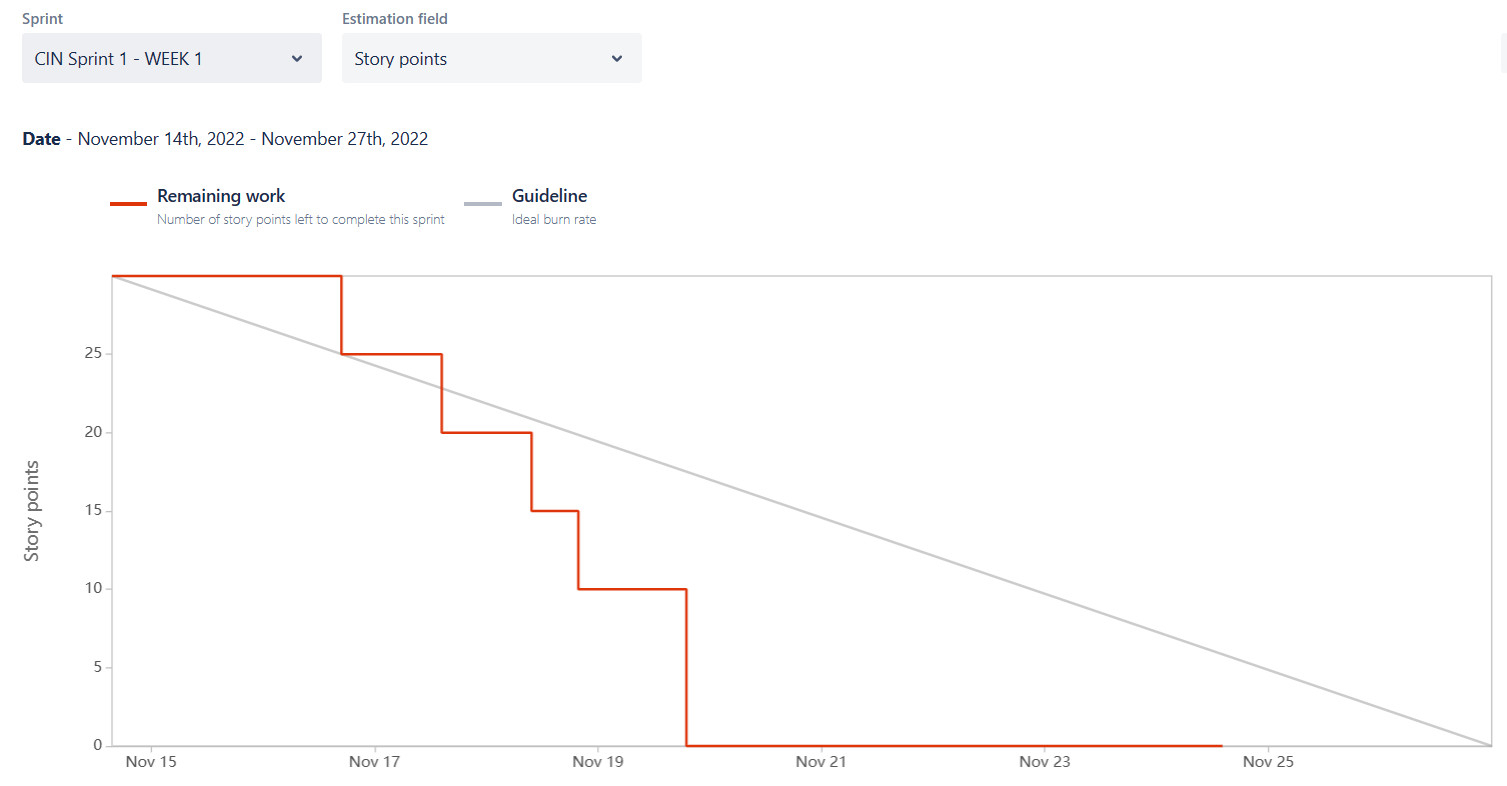 Sprint Estimation field
CIN Sprint 1 - WEEK 1 Story points
Date - November 14th, 2022 - November 27th, 2022
Remaining work Guideline
Number of story points left to complete this sprint Ideal burn rate
Story points
25
20
15
10
5
0
Nov 15 Nov 17 Nov 19 Nov 21 Nov 23 Nov 25